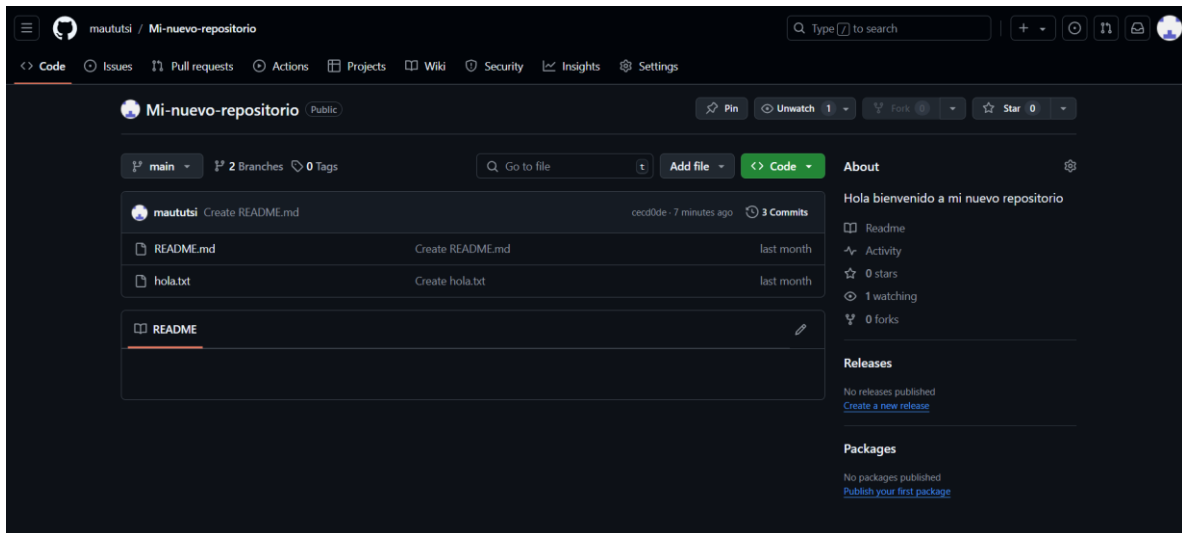 maututsi / Mi-nuevo-repositorio
Type / to search
Code Issues Pull requests Actions Projects Wiki Security Insights Settings
Mi-nuevo-repositorio Public
Pin Unwatch 1 Fork 0 Star 0
main 2 Branches 0 Tags Go to file t Add file Code
maututsi Create README.md cecd0de · 7 minutes ago 3 Commits
README.md Create README.md last month
hola.txt Create hola.txt last month
README
About
Hola bienvenido a mi nuevo repositorio
Readme
Activity
0 stars
1 watching
0 forks
Releases
No releases published
Create a new release
Packages
No packages published
Publish your first package